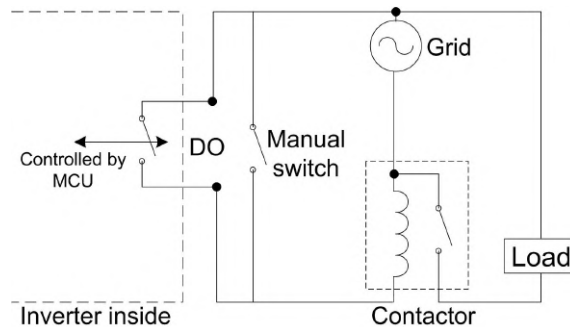 Grid
Controlled by
MCU
DO
Manual
switch
Load
Inverter inside
Contactor